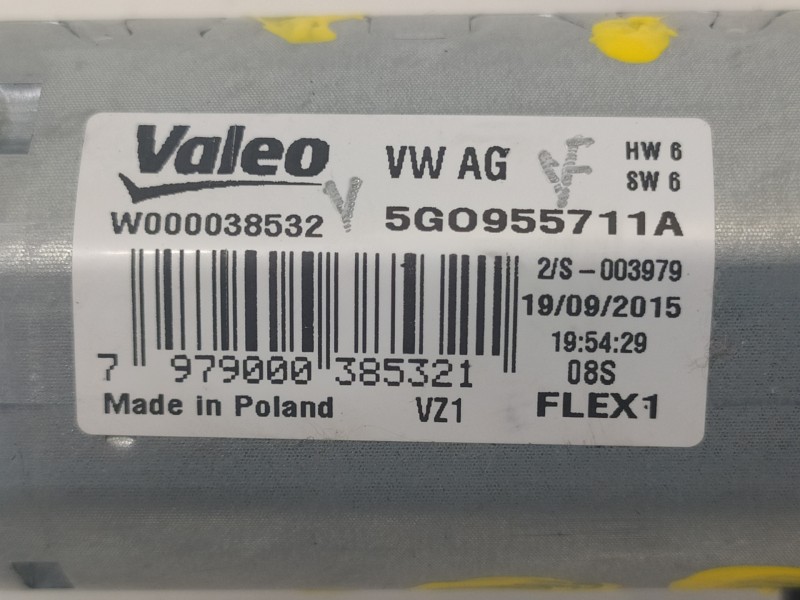 Valeo
VW AG
VF
HW 6
SW 6
V
W000038532
5G0955711A
2/S-003979
19/09/2015
19:54:29
7 979000 385321
08S
Made in Poland
VZ1
FLEX1